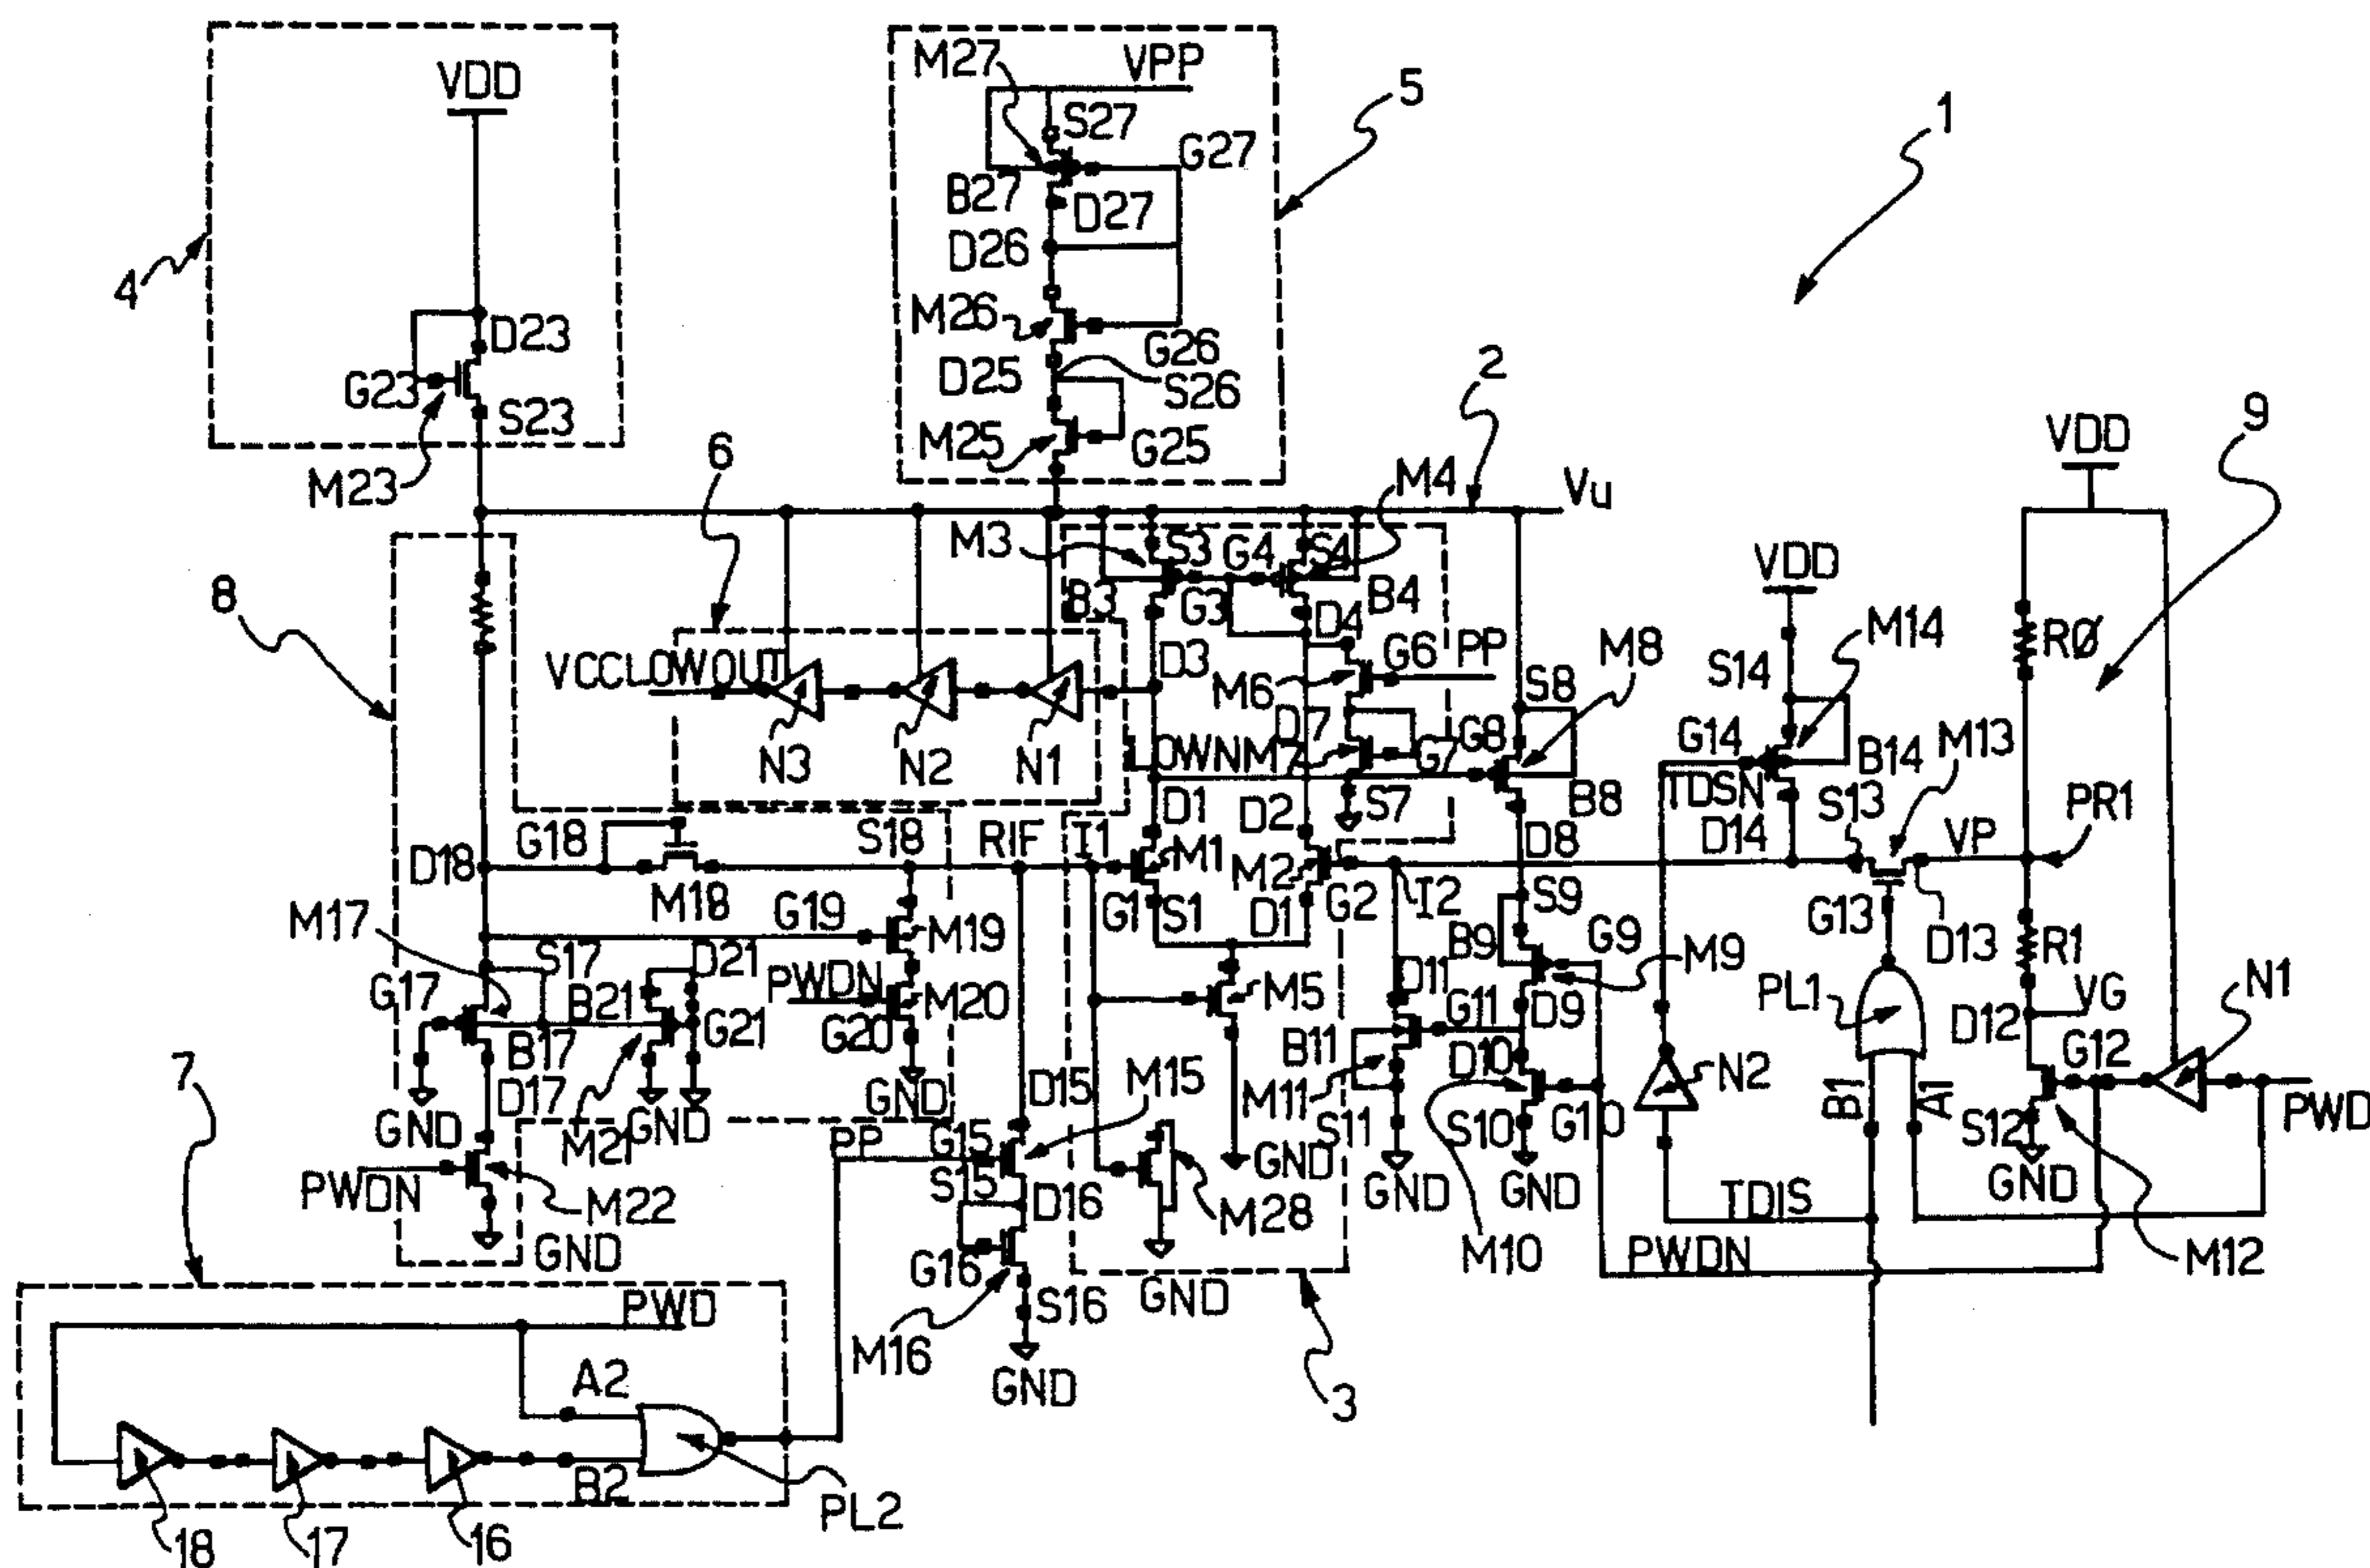 VDD
M27
VPP
5
1
S27
G27
B27
D27
4
D26
M26
D23
G26
D25
S26
2
G23
S23
M25
G25
9
VDD
6
M4
M23
Vu
M3
S3
G4
S4
VDD
8
B3
G3
B4
D4
M14
RØ
VCCLOWOUT
D3
G6
PP
M8
M6
S14
S8
D7
G14
M13
N3
N2
N1
LOWN
M7
G7
G8
B14
TDSN
S13
D1
D2
S7
B8
PR1
G18
S18
RIF
I1
D14
VP
D18
D8
M1
M2
M18
G1
S1
D1
G2
I2
S9
G13
D13
R1
M17
G19
M19
B9
G9
M9
S17
D21
PWDN
D11
PL1
VG
N1
G17
B21
M20
M5
G11
D9
D12
G21
G20
B17
B11
D10
N2
G12
7
D17
GND
D15
M15
M11
B1
A1
PWD
GND
M21
GND
PP
G15
GND
S11
S10
G10
S12
S15
PWDN
M22
D16
M28
GND
GND
TDIS
GND
GND
G16
M10
PWDN
M12
PWD
S16
GND
M16
A2
GND
3
B2
PL2
18
17
16